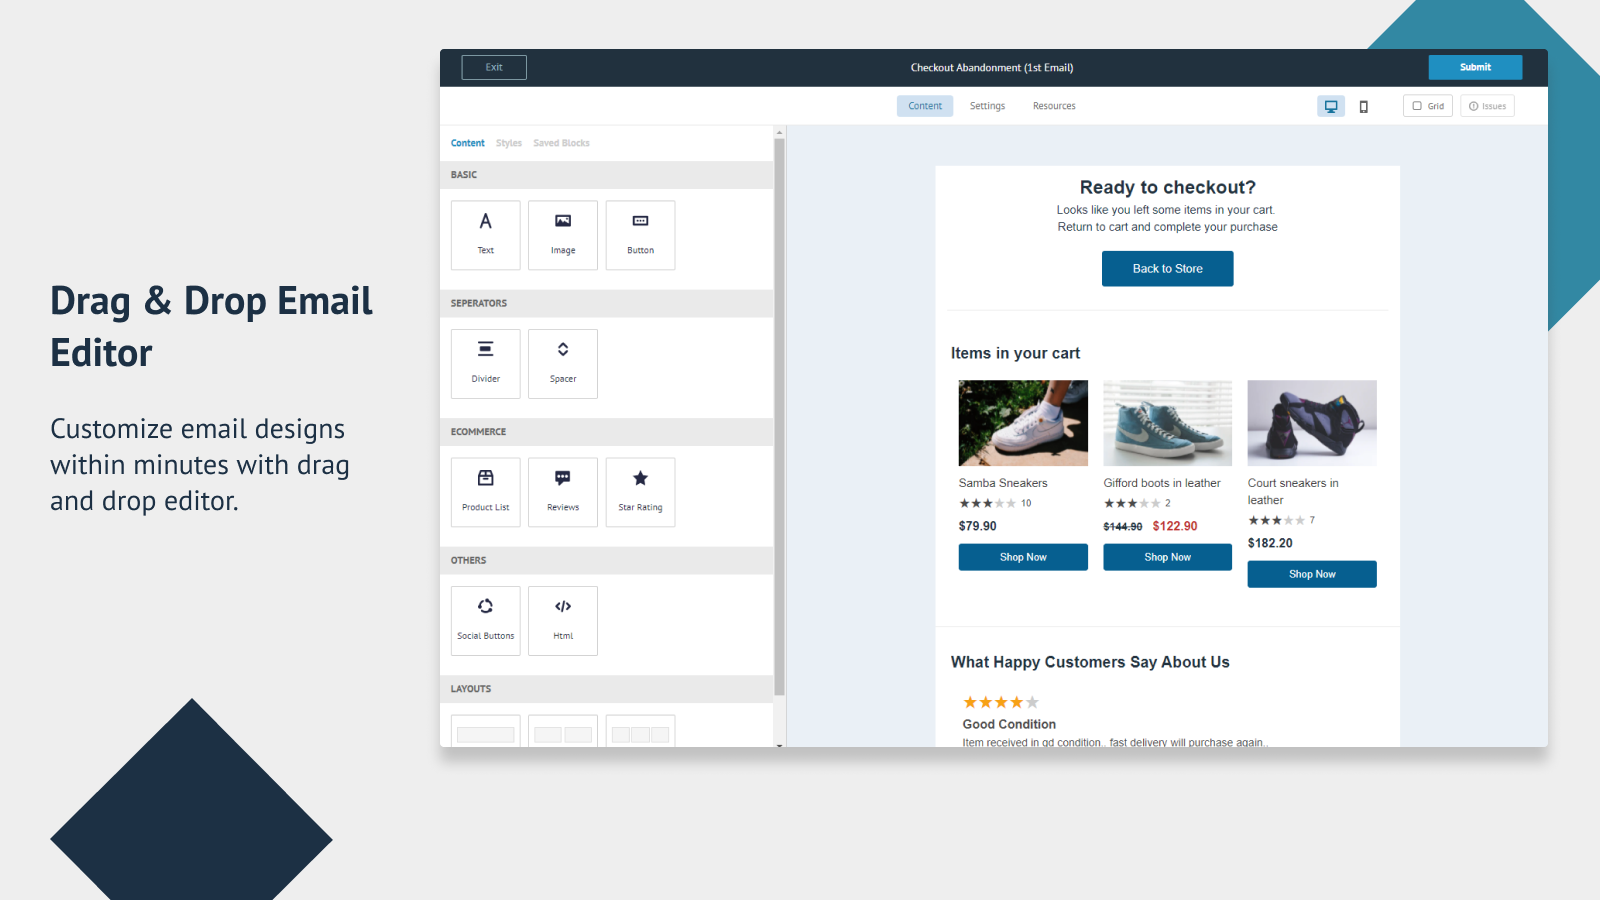 Drag & Drop Email
Editor
Customize email designs
within minutes with drag
and drop editor.
Exit
Checkout Abandonment (1st Email)
Submit
Content
Settings
Resources
Grid
Issues
Content
Styles
Saved Blocks
BASIC
Text
Image
Button
SEPERATORS
Divider
Spacer
ECOMMERCE
Product List
Reviews
Star Rating
OTHERS
Social Buttons
Html
LAYOUTS
Ready to checkout?
Looks like you left some items in your cart.
Return to cart and complete your purchase
Back to Store
Items in your cart
Samba Sneakers
10
$79.90
Shop Now
Gifford boots in leather
2
$144.90 $122.90
Shop Now
Court sneakers in
leather
7
$182.20
Shop Now
What Happy Customers Say About Us
Good Condition
Item received in gd condition.. fast delivery will purchase again..